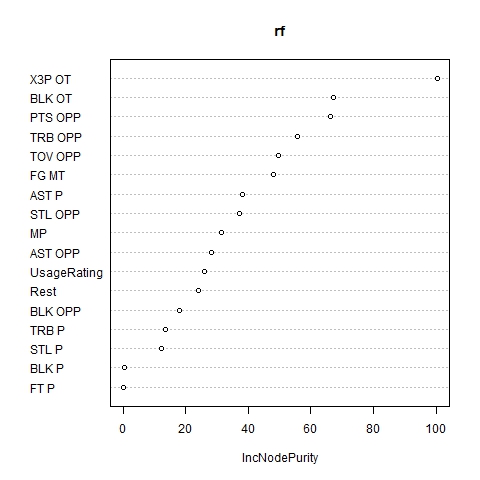 rf
X3P OT
BLK OT
PTS OPP
TRB OPP
TOV OPP
FG MT
AST P
STL OPP
MP
AST OPP
UsageRating
Rest
BLK OPP
TRB P
STL P
BLK P
FT P
0 20 40 60 80 100
IncNodePurity